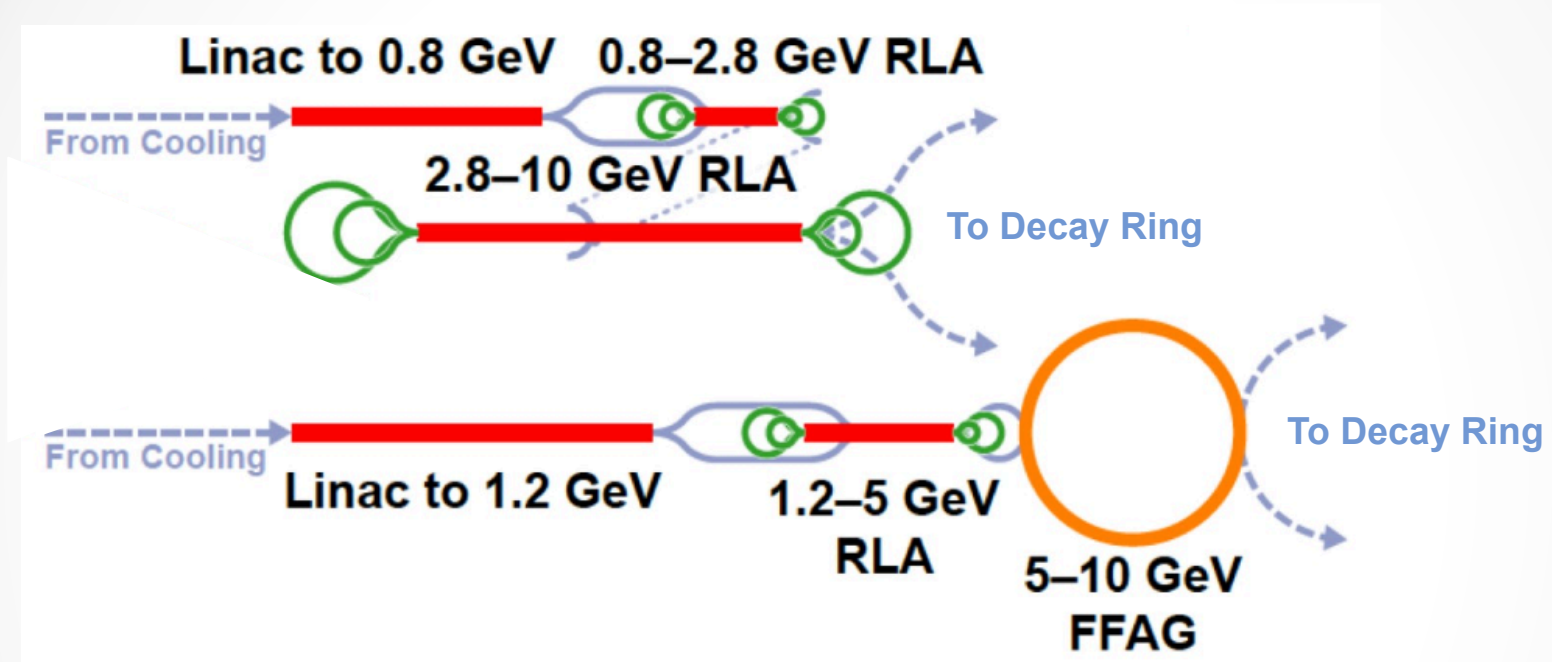 Linac to 0.8 GeV
0.8–2.8 GeV RLA
From Cooling
2.8–10 GeV RLA
To Decay Ring
From Cooling
To Decay Ring
Linac to 1.2 GeV
1.2–5 GeV
RLA
5–10 GeV
FFAG